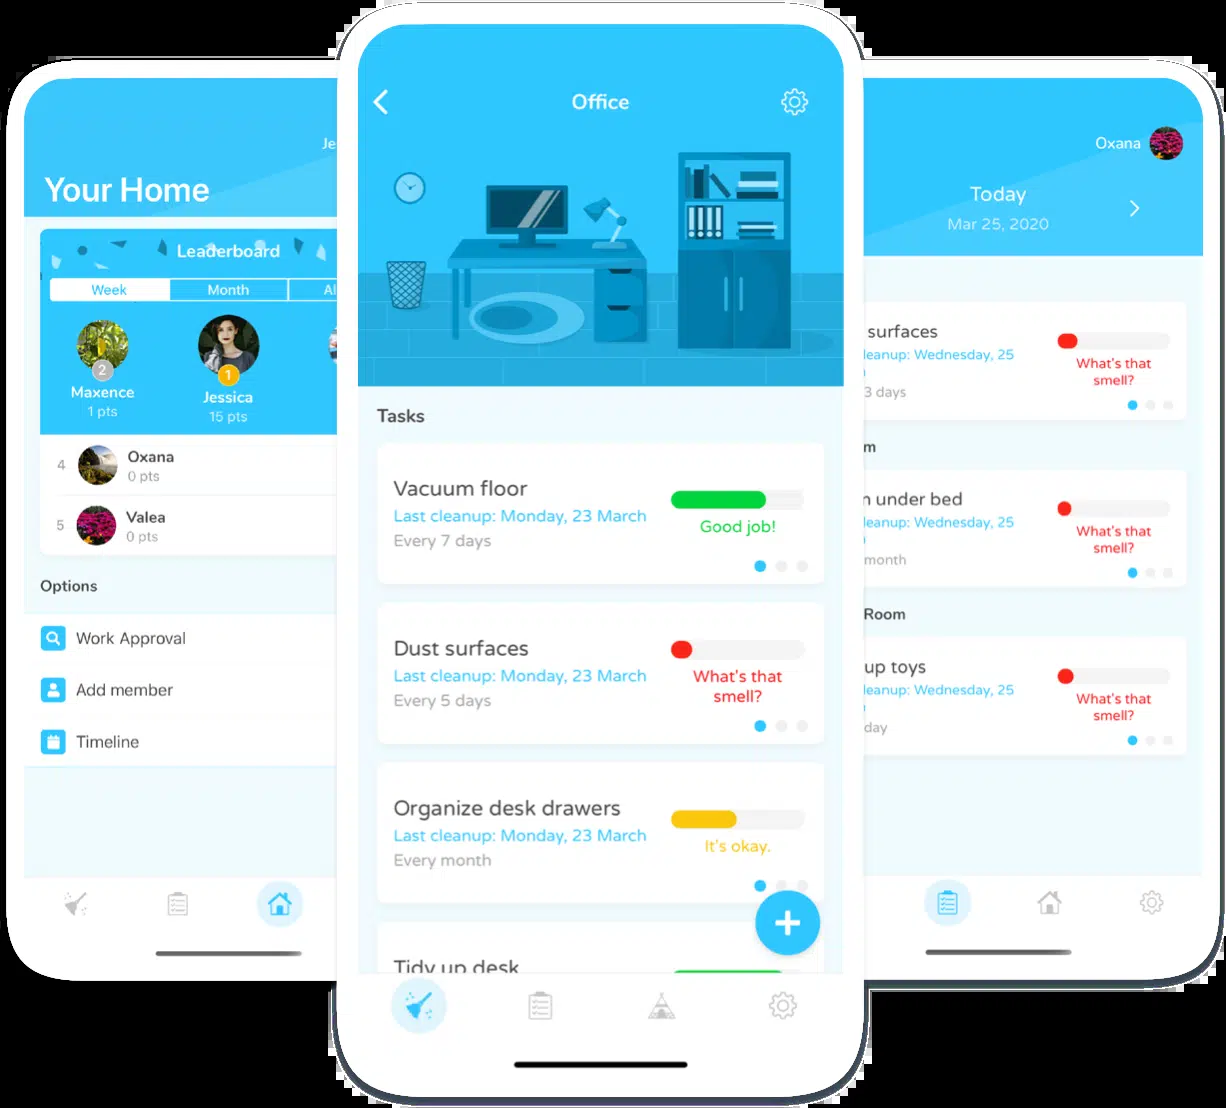 Je
Your Home
Leaderboard
Week Month Al
2
1
Maxence
1 pts
Jessica
15 pts
4 Oxana
0 pts
5 Valea
0 pts
Options
Work Approval
Add member
Timeline
Office
Tasks
Vacuum floor
Last cleanup: Monday, 23 March
Every 7 days
Good job!
Dust surfaces
Last cleanup: Monday, 23 March
Every 5 days
What's that
smell?
Organize desk drawers
Last cleanup: Monday, 23 March
Every month
It's okay.
Tidy up desk
Oxana
Today
Mar 25, 2020
surfaces
leanup: Wednesday, 25
3 days
What's that
smell?
m
n under bed
eanup: Wednesday, 25
month
What's that
smell?
Room
up toys
eanup: Wednesday, 25
day
What's that
smell?